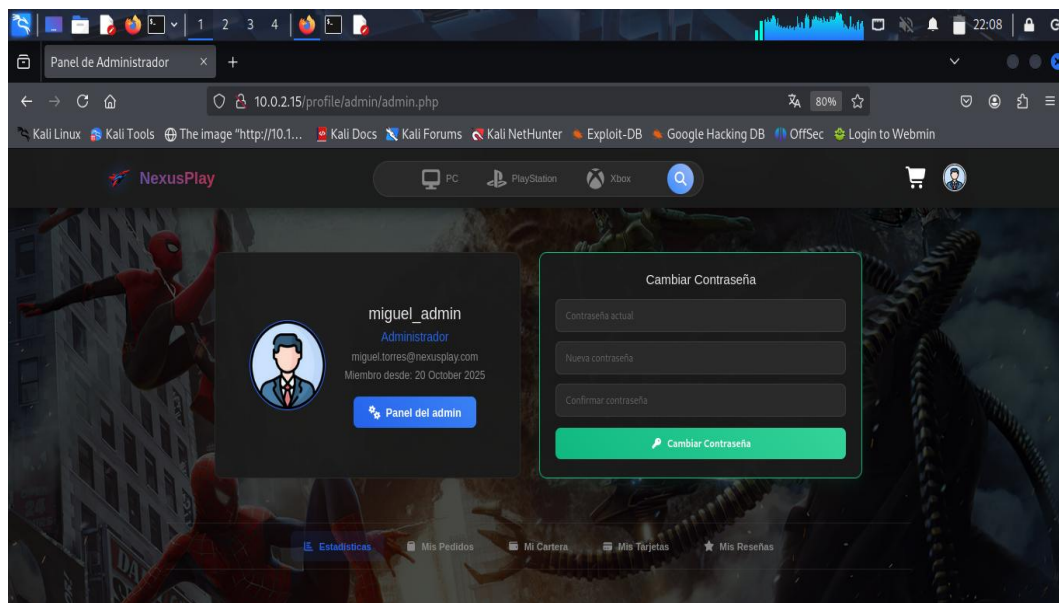 1 2 3 4 22:08
Panel de Administrador
10.0.2.15/profile/admin/admin.php 80%
Kali Linux Kali Tools The image "http://10.1... Kali Docs Kali Forums Kali NetHunter Exploit-DB Google Hacking DB OffSec Login to Webmin
NexusPlay PC PlayStation Xbox
miguel_admin
Administrador
miguel.torres@nexusplay.com
Miembro desde: 20 October 2025
Panel del admin
Cambiar Contraseña
Contraseña actual
Nueva contraseña
Confirmar contraseña
Cambiar Contraseña
Estadísticas Mis Pedidos Mi Cartera Mis Tarjetas Mis Reseñas